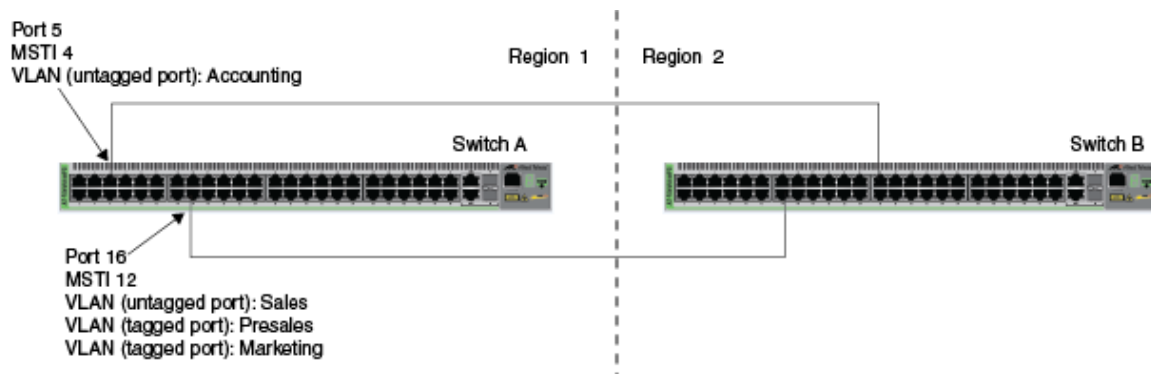 Port 5
MSTI 4
VLAN (untagged port): Accounting
Region 1
Region 2
Switch A
Switch B
Port 16
MSTI 12
VLAN (untagged port): Sales
VLAN (tagged port): Presales
VLAN (tagged port): Marketing